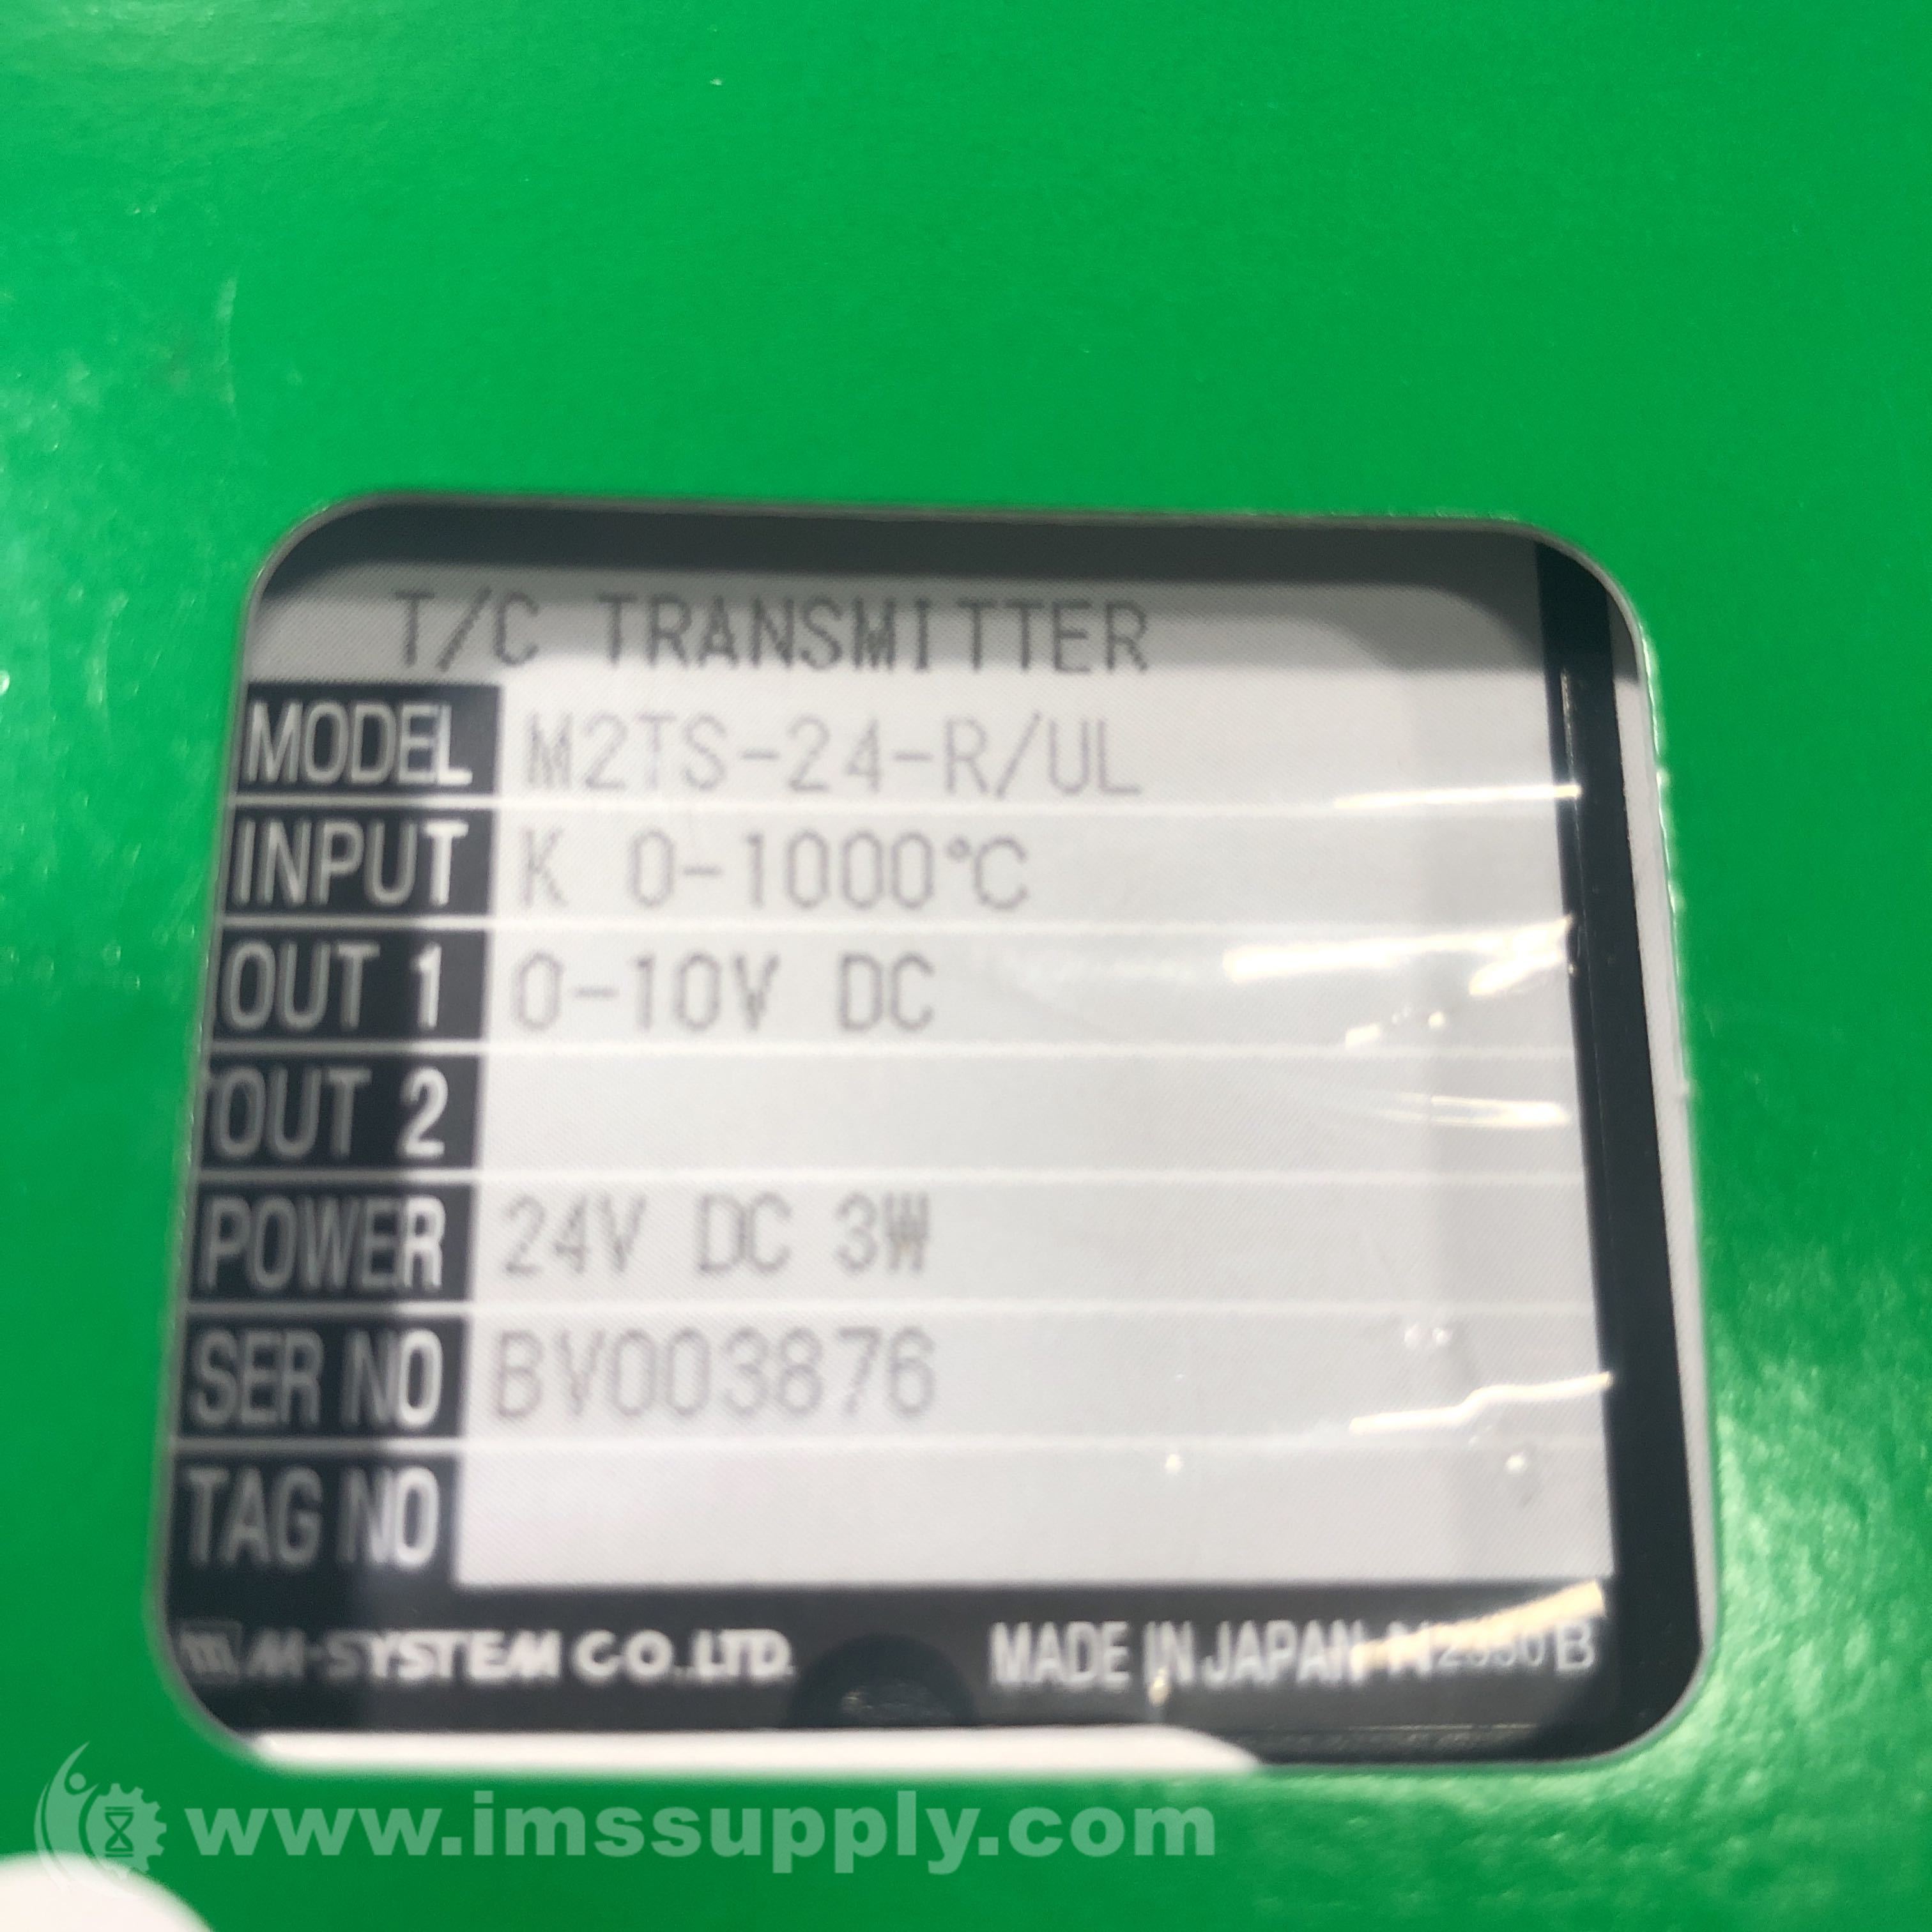 T/C TRANSMITTER
MODEL M2TS-24-R/UL
INPUT K 0-1000°C
OUT 1 0-10V DC
OUT 2
POWER 24V DC 3W
SER NO BV003876
TAG NO
M-SYSTEM CO.,LTD. MADE IN JAPAN
www.imssupply.com